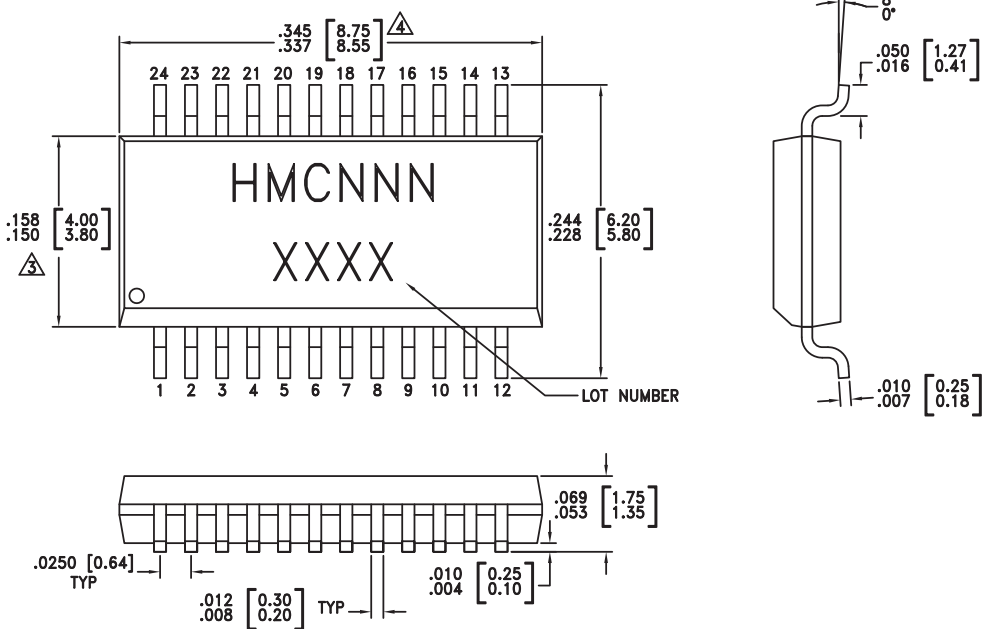 .345 [8.75] 4
.337 [8.55]
24 23 22 21 20 19 18 17 16 15 14 13
HMCNNN
XXXX
.158 [4.00]
.150 [3.80]
3
.244 [6.20]
.228 [5.80]
1 2 3 4 5 6 7 8 9 10 11 12
LOT NUMBER
0°
.050 [1.27]
.016 [0.41]
.010 [0.25]
.007 [0.18]
.069 [1.75]
.053 [1.35]
.0250 [0.64]
TYP
.012 [0.30]
.008 [0.20]
TYP
.010 [0.25]
.004 [0.10]